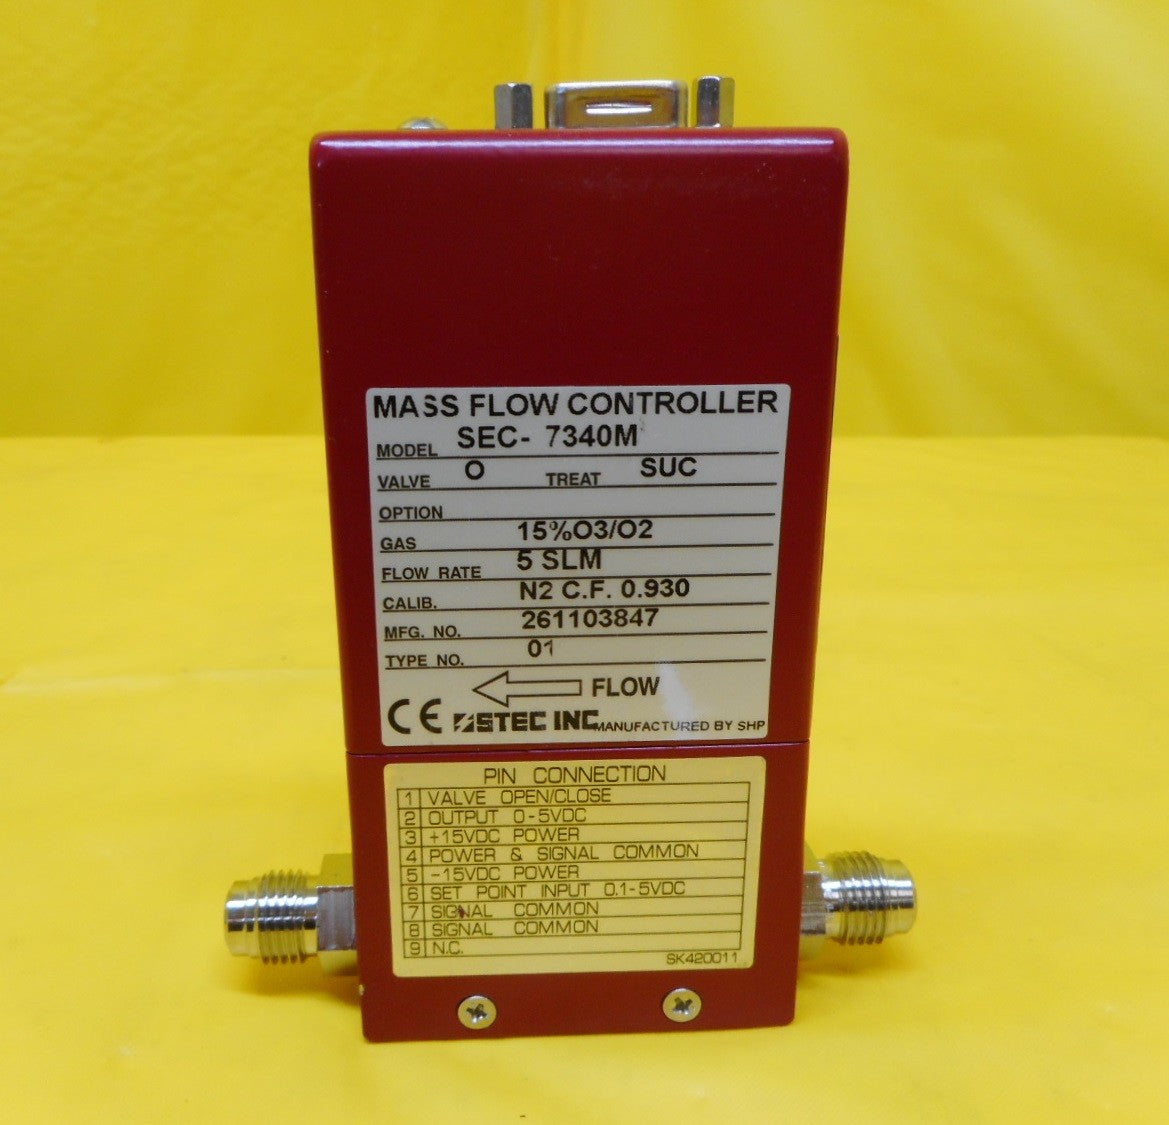 MASS FLOW CONTROLLER
MODEL SEC- 7340M
VALVE O TREAT SUC
OPTION
GAS 15%O3/O2
FLOW RATE 5 SLM
CALIB. N2 C.F. 0.930
MFG. NO. 261103847
TYPE NO. 01
FLOW
CE STEC INC. MANUFACTURED BY SHP
PIN CONNECTION
1 VALVE OPEN/CLOSE
2 OUTPUT 0-5VDC
3 +15VDC POWER
4 POWER & SIGNAL COMMON
5 -15VDC POWER
6 SET POINT INPUT 0.1-5VDC
7 SIGNAL COMMON
8 SIGNAL COMMON
9 N.C.
SK420011